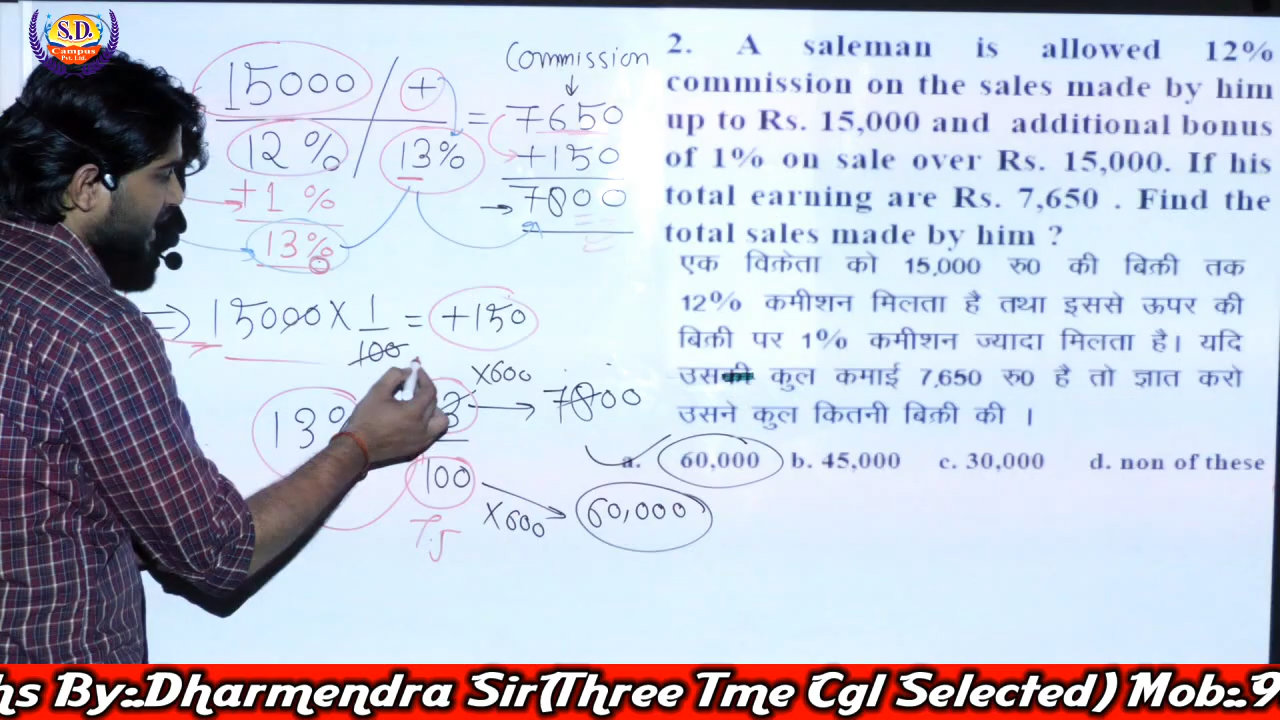 S.D.
Campus
Pvt. Ltd.
15000 / +
12% 13%
+1%
13%
Commission
= 7650
+150
7800
⇒ 15000 × 1/100 = +150
13%
×600
7800
100
×600
60,000
T.S
2. A saleman is allowed 12%
commission on the sales made by him
up to Rs. 15,000 and additional bonus
of 1% on sale over Rs. 15,000. If his
total earning are Rs. 7,650 . Find the
total sales made by him ?
एक विक्रेता को 15,000 रु0 की बिक्री तक
12% कमीशन मिलता है तथा इससे ऊपर की
बिक्री पर 1% कमीशन ज्यादा मिलता है। यदि
उसकी कुल कमाई 7,650 रु0 है तो ज्ञात करो
उसने कुल कितनी बिक्री की ।
a. 60,000 b. 45,000 c. 30,000 d. non of these
hs By:.Dharmendra Sir(Three Tme Cgl Selected) Mob:.9